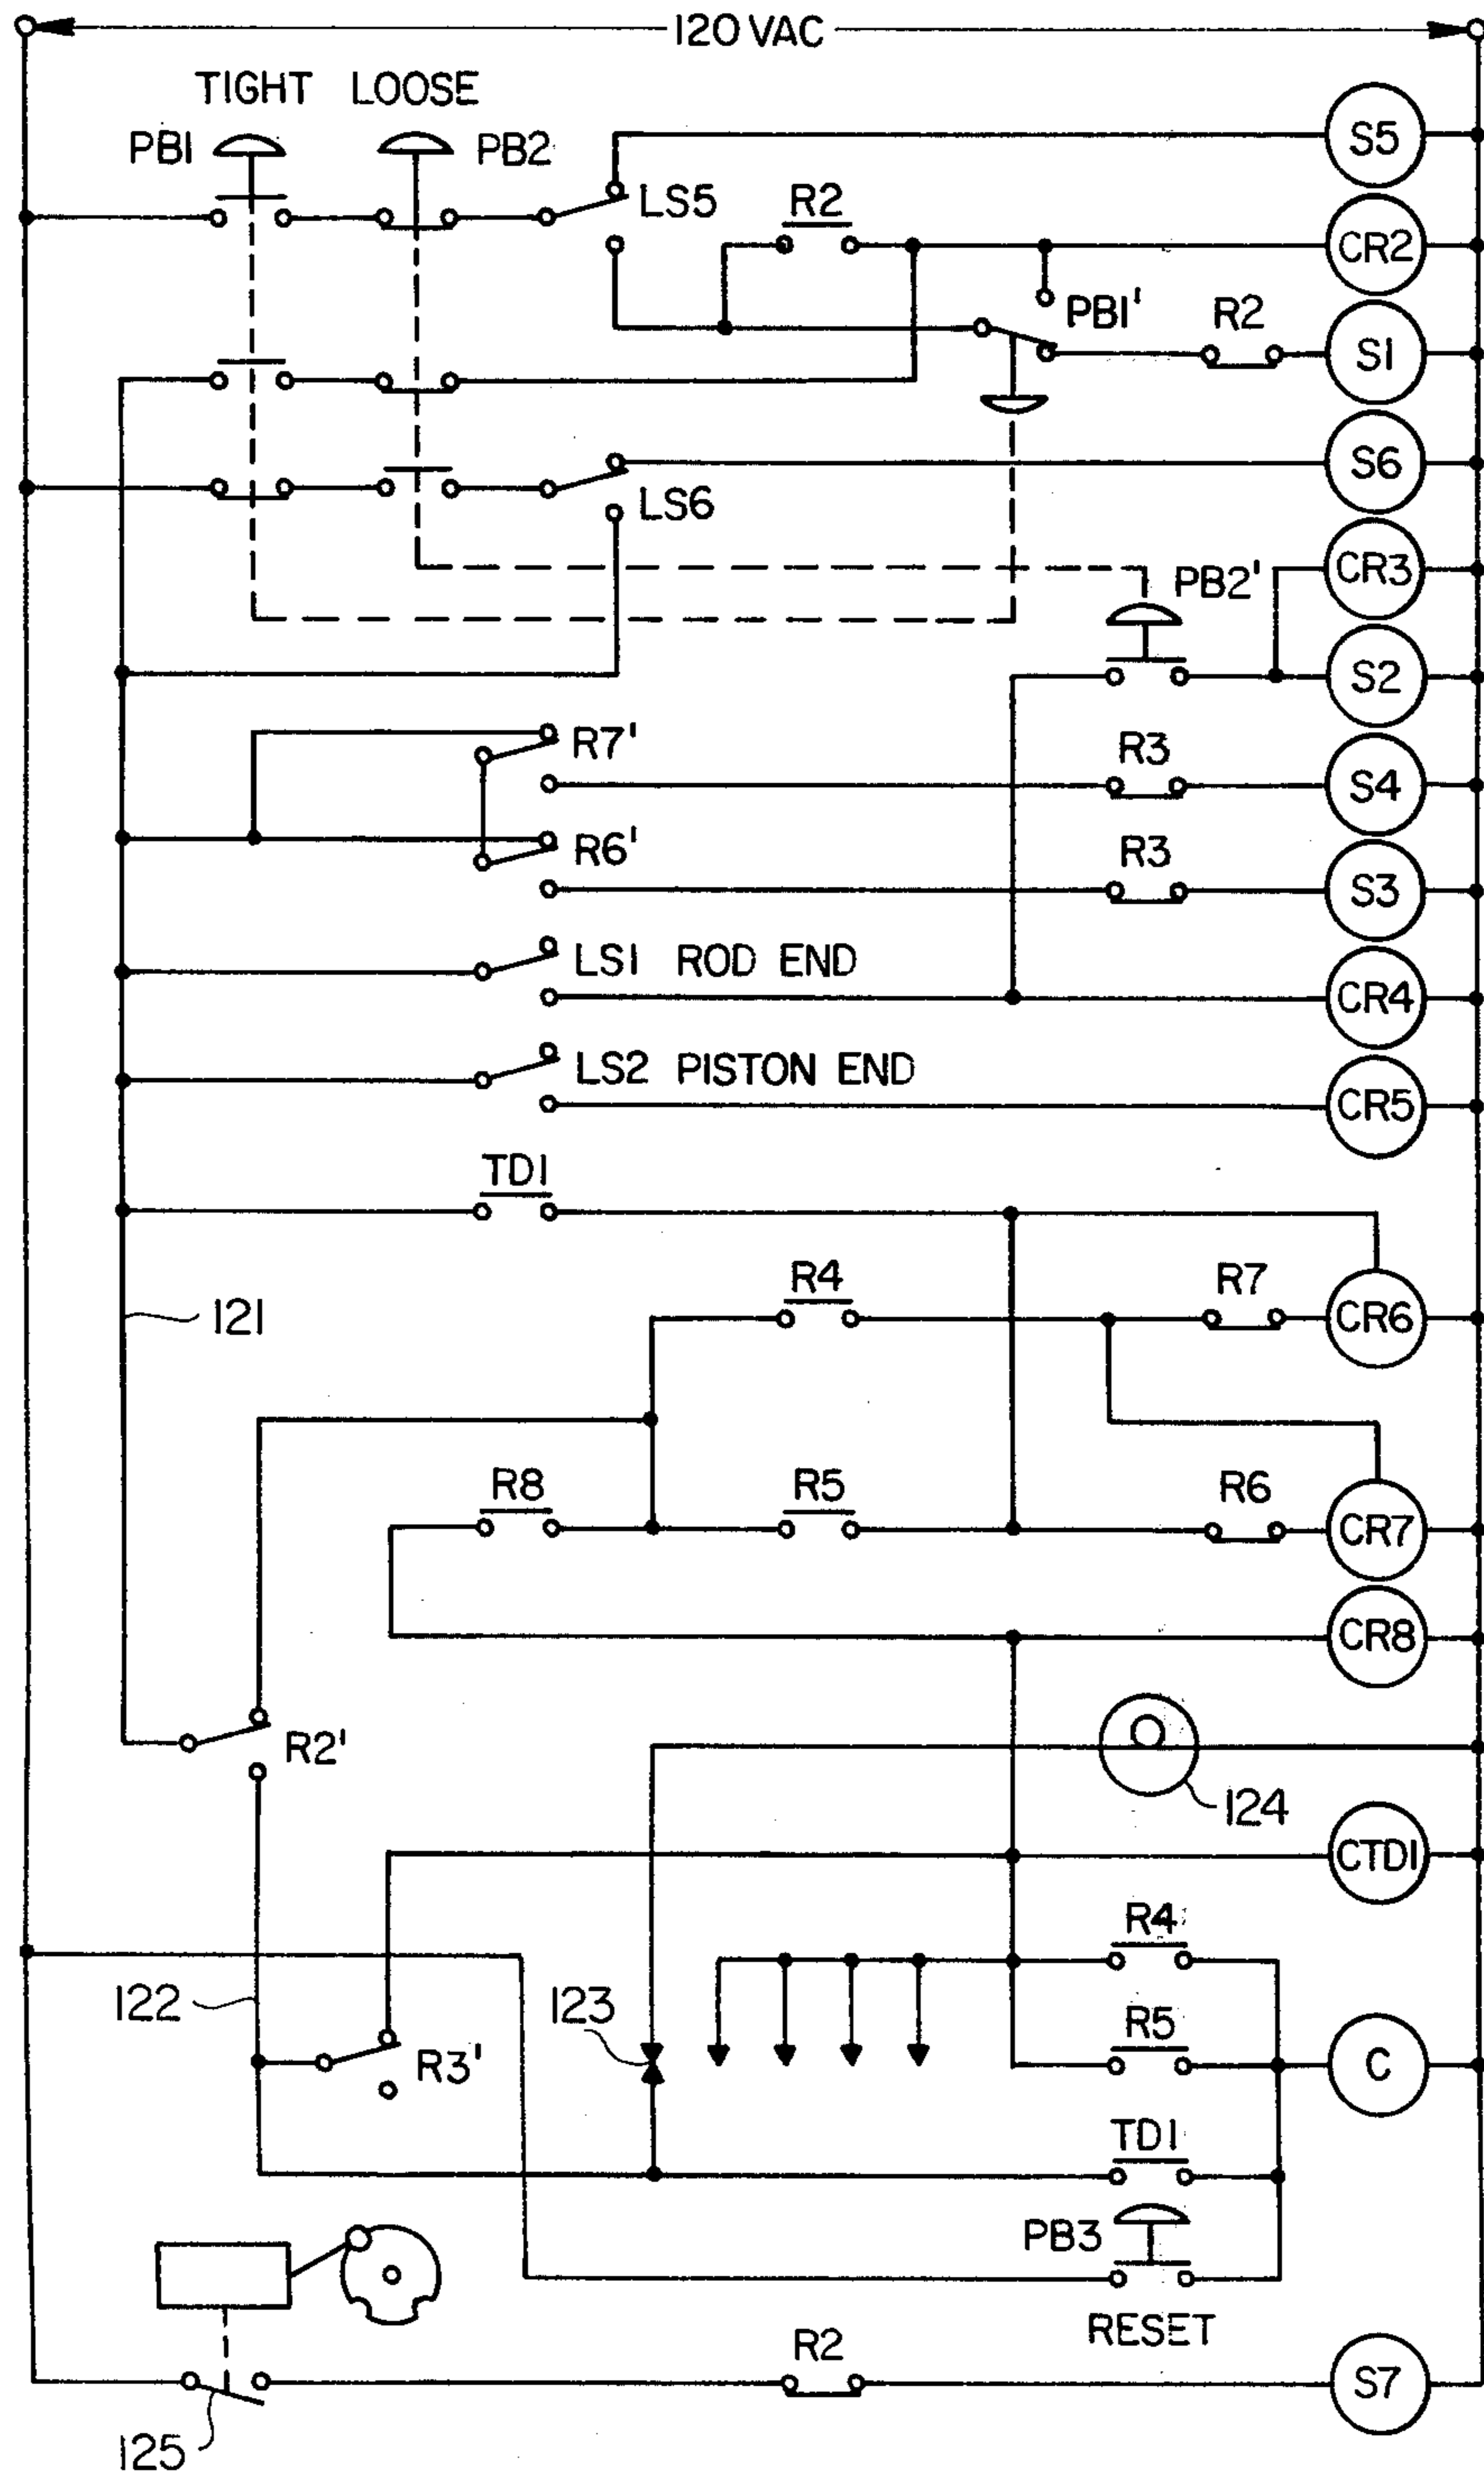 120 VAC
TIGHT LOOSE
PB1 PB2 S5
LS5 R2 CR2
PB1' R2 S1
LS6 S6
CR3
PB2'
S2
R7' R3 S4
R6' R3 S3
LS1 ROD END CR4
LS2 PISTON END CR5
TD1
121 R4 R7 CR6
R8 R5 R6 CR7
CR8
R2'
124
CTD1
R4
122 123
R3' R5 C
TD1
PB3
RESET
R2 S7
125